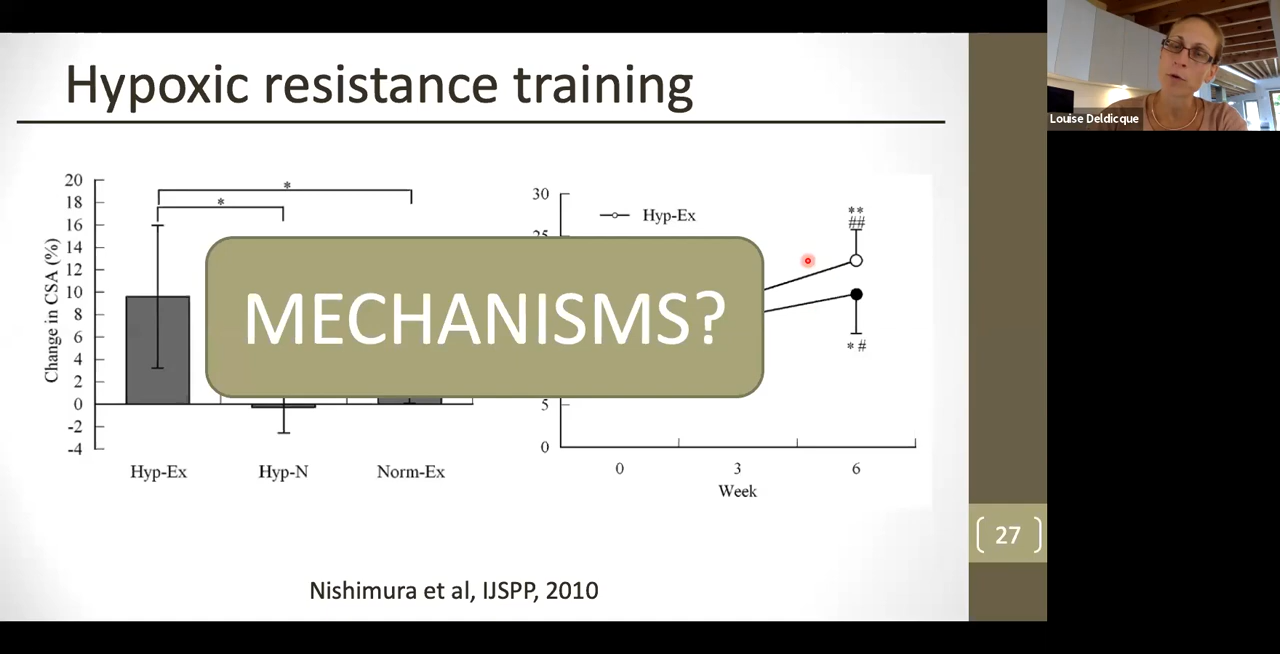 Hypoxic resistance training
Louise Deldicque
20
18
16
14
12
10
8
6
4
2
0
-2
-4
Change in CSA (%)
*
*
Hyp-Ex
Hyp-N
Norm-Ex
MECHANISMS?
30
25
5
0
Hyp-Ex
**
##
* #
0
3
6
Week
27
Nishimura et al, IJSPP, 2010